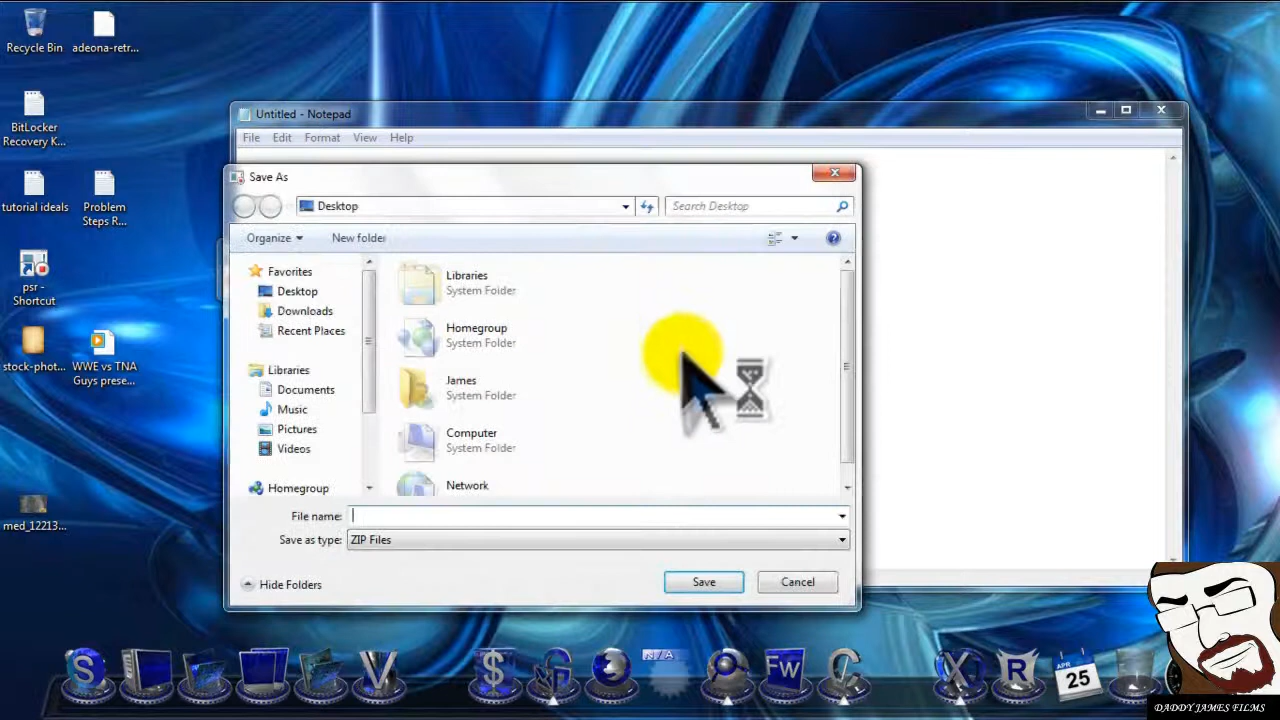 Recycle Bin
adeona-retr...
BitLocker
Recovery K...
tutorial ideals
Problem
Steps R...
psr -
Shortcut
stock-phot...
WWE vs TNA
Guys prese...
med_12213...
Untitled - Notepad
File Edit Format View Help
Save As
Desktop
Search Desktop
Organize
New folder
Favorites
Desktop
Downloads
Recent Places
Libraries
Documents
Music
Pictures
Videos
Homegroup
Libraries
System Folder
Homegroup
System Folder
James
System Folder
Computer
System Folder
Network
File name:
Save as type: ZIP Files
Hide Folders
Save
Cancel
S
V
$
N/A
Fw
C
X
R
APR
25
DADDYJAMES FILMS